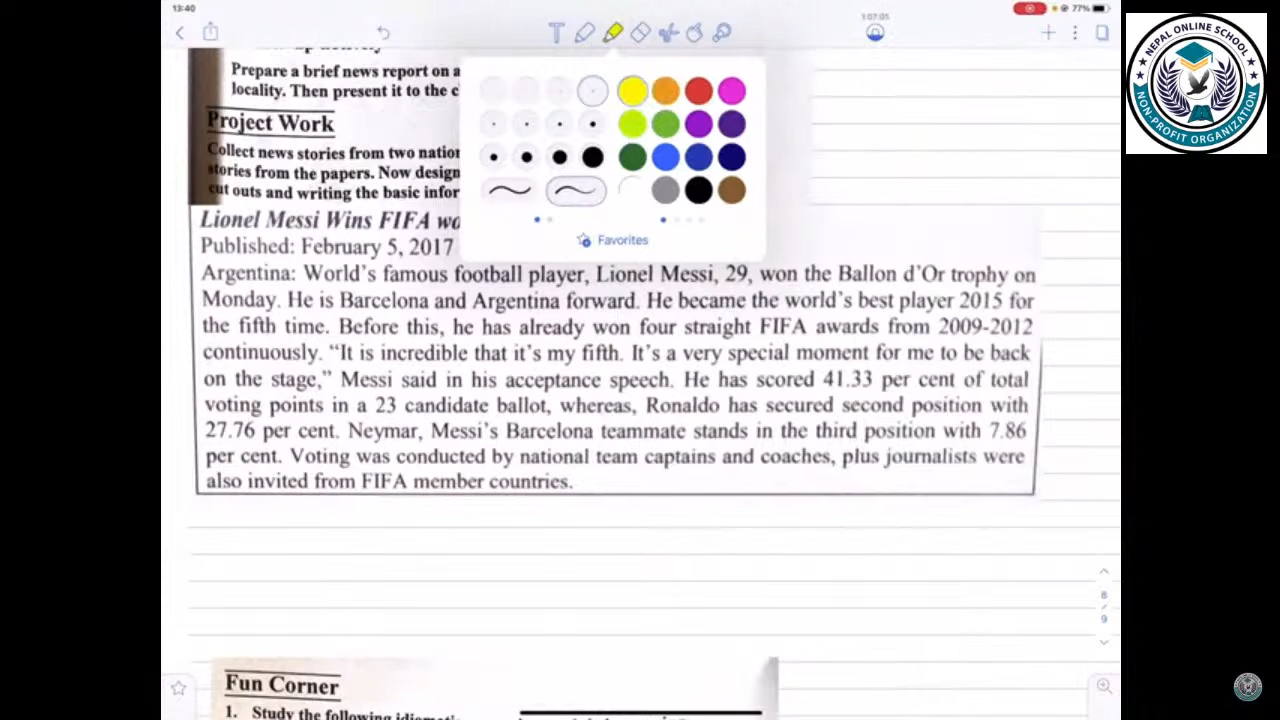 13:40
1:07:05
77%
T
Prepare a brief news report on a
locality. Then present it to the c
Project Work
Collect news stories from two nation
stories from the papers. Now design
cut outs and writing the basic infor
Favorites
Lionel Messi Wins FIFA wo
Published: February 5, 2017
Argentina: World's famous football player, Lionel Messi, 29, won the Ballon d'Or trophy on
Monday. He is Barcelona and Argentina forward. He became the world's best player 2015 for
the fifth time. Before this, he has already won four straight FIFA awards from 2009-2012
continuously. "It is incredible that it's my fifth. It's a very special moment for me to be back
on the stage," Messi said in his acceptance speech. He has scored 41.33 per cent of total
voting points in a 23 candidate ballot, whereas, Ronaldo has secured second position with
27.76 per cent. Neymar, Messi's Barcelona teammate stands in the third position with 7.86
per cent. Voting was conducted by national team captains and coaches, plus journalists were
also invited from FIFA member countries.
8
9
Fun Corner
1. Study the following idiomati
NEPAL ONLINE SCHOOL
NON-PROFIT ORGANIZATION